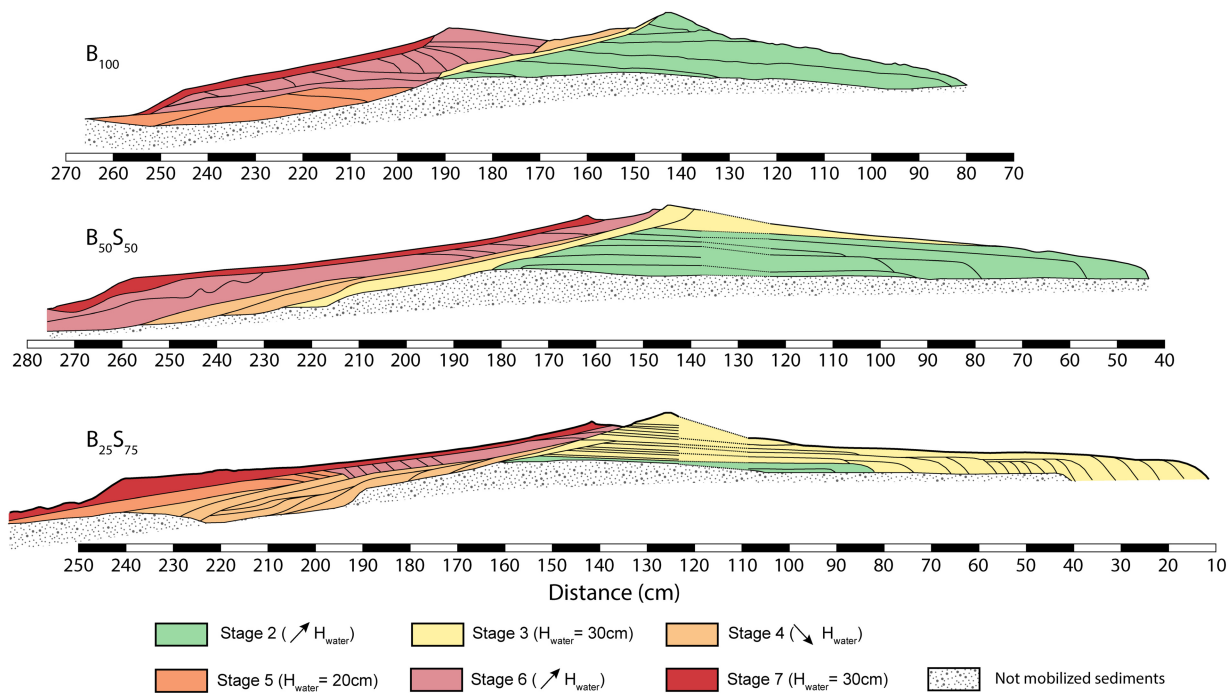 B100
270 260 250 240 230 220 210 200 190 180 170 160 150 140 130 120 110 100 90 80 70
B50S50
280 270 260 250 240 230 220 210 200 190 180 170 160 150 140 130 120 110 100 90 80 70 60 50 40
B25S75
250 240 230 220 210 200 190 180 170 160 150 140 130 120 110 100 90 80 70 60 50 40 30 20 10
Distance (cm)
Stage 2 (↗ Hwater) Stage 3 (Hwater= 30cm) Stage 4 (↘ Hwater)
Stage 5 (Hwater= 20cm) Stage 6 (↗ Hwater) Stage 7 (Hwater= 30cm) Not mobilized sediments